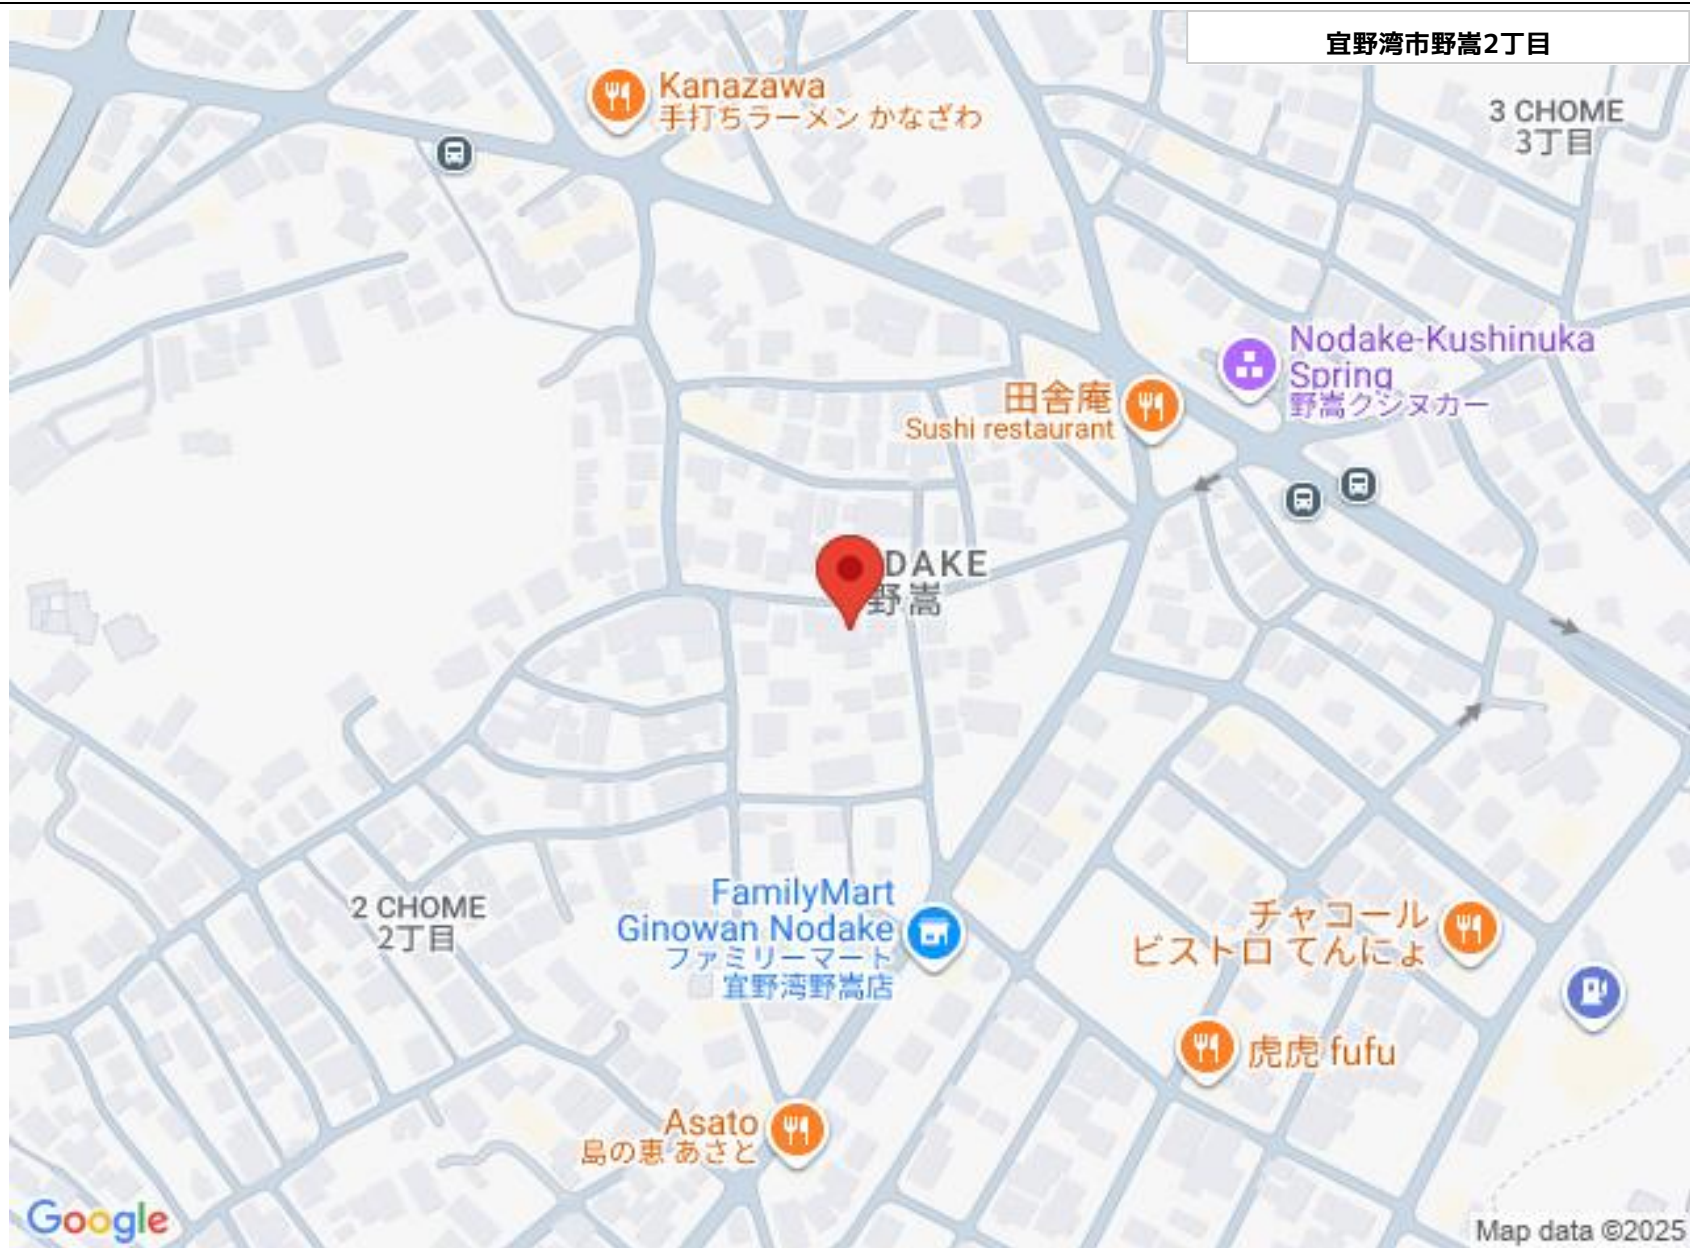 宜野湾市野嵩2丁目
Kanazawa
手打ちラーメン かなざわ
3 CHOME
3丁目
Nodake-Kushinuka
Spring
野嵩クシヌカー
田舎庵
Sushi restaurant
DAKE
野嵩
2 CHOME
2丁目
FamilyMart
Ginowan Nodake
ファミリーマート
宜野湾野嵩店
チャコール
ビストロ てんにょ
虎虎 fufu
Asato
島の恵 あさと
Google
Map data ©2025